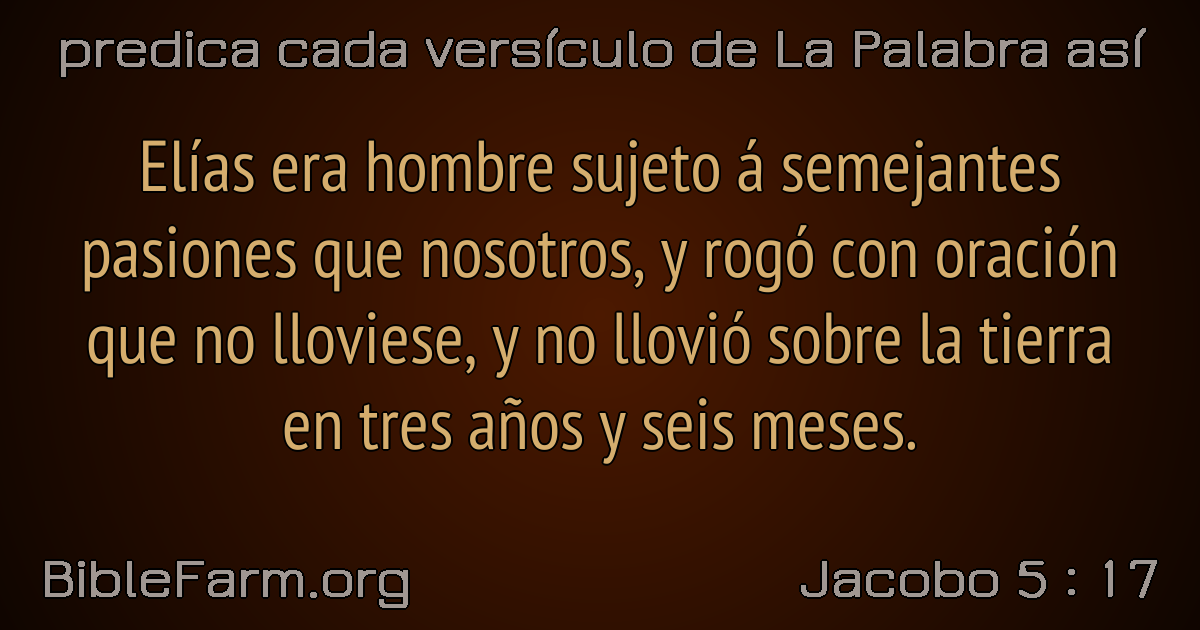 predica cada versículo de La Palabra así
Elías era hombre sujeto á semejantes
pasiones que nosotros, y rogó con oración
que no lloviese, y no llovió sobre la tierra
en tres años y seis meses.
BibleFarm.org
Jacobo 5 : 17